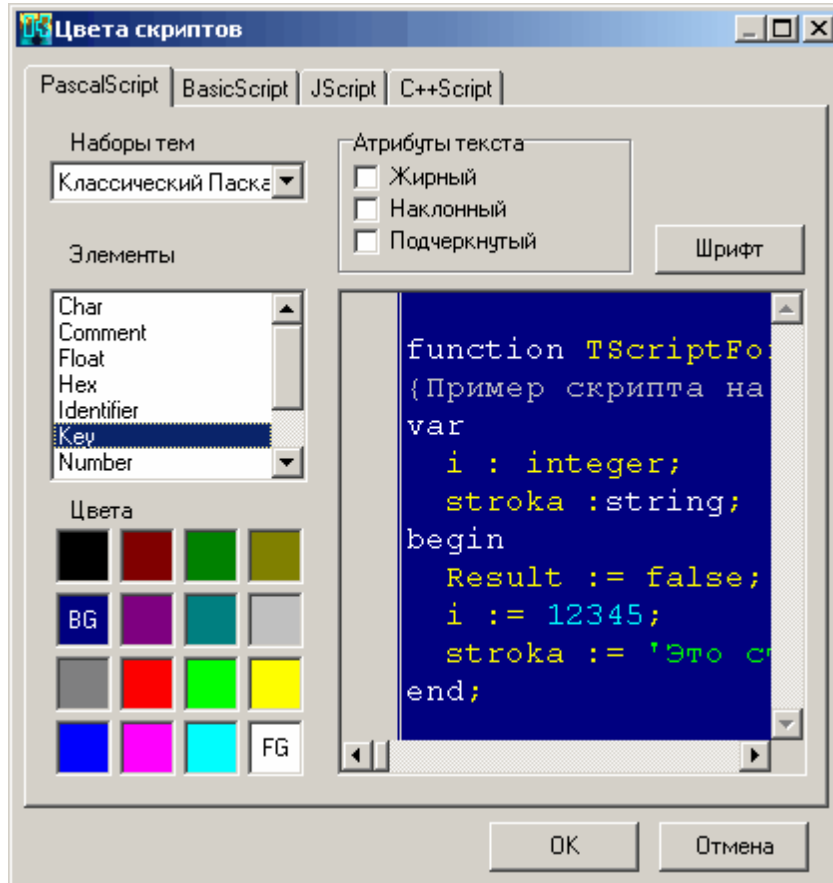 Цвета скриптов
PascalScript BasicScript JScript C++Script
Наборы тем
Классический Паска
Атрибуты текста
Жирный
Наклонный
Подчеркнутый
Шрифт
Элементы
Char
Comment
Float
Hex
Identifier
Key
Number
function TScriptFo
{Пример скрипта на
var
i : integer;
stroka :string;
begin
Result := false;
i := 12345;
stroka := 'Это ст
end;
Цвета
BG
FG
OK
Отмена